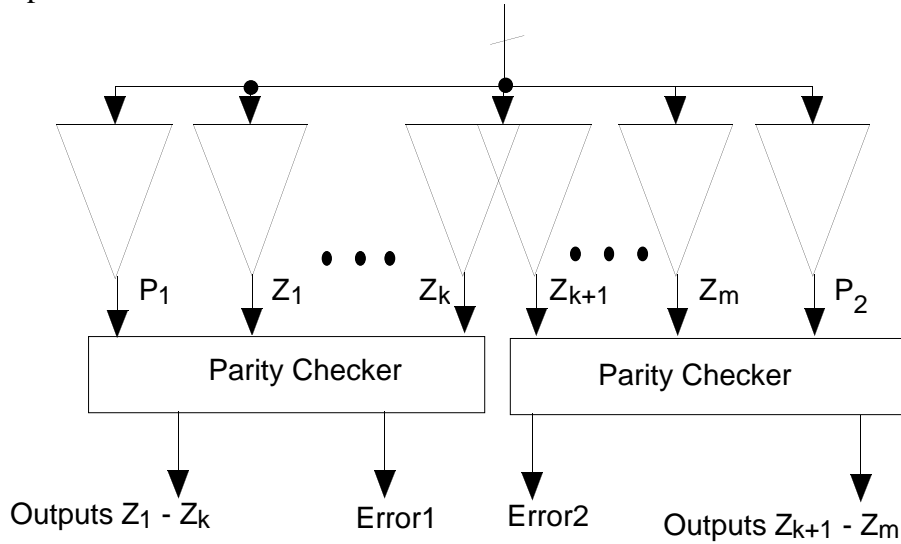 P1 Z1 Zk Zk+1 Zm P2
Parity Checker Parity Checker
Outputs Z1 - Zk Error1 Error2 Outputs Zk+1 - Zm